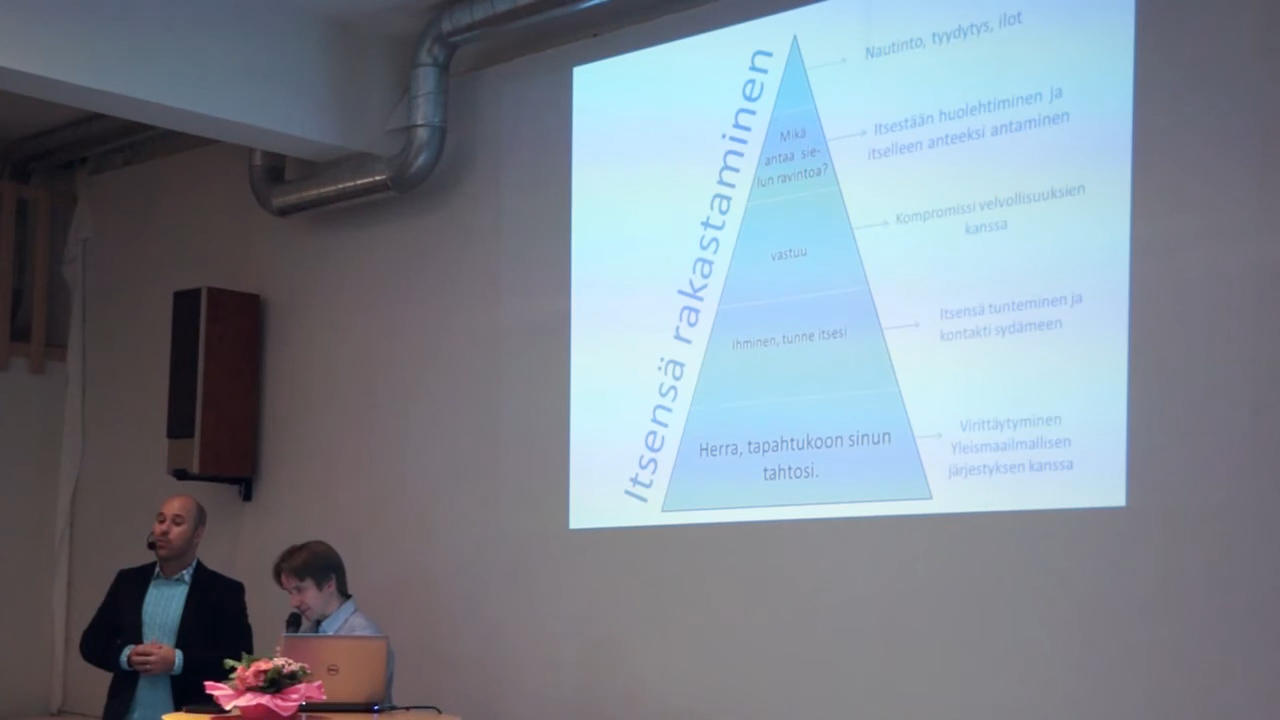 Itsensä rakastaminen
Nautinto, tyydytys, ilot
Mikä
antaa sie-
lun ravintoa?
Itsestään huolehtiminen ja
itselleen anteeksi antaminen
vastuu
Kompromissi velvollisuuksien
kanssa
ihminen, tunne itsesi
Itsensä tunteminen ja
kontakti sydämeen
Herra, tapahtukoon sinun
tahtosi.
Virittäytyminen
Yleismaailmallisen
järjestyksen kanssa
DELL